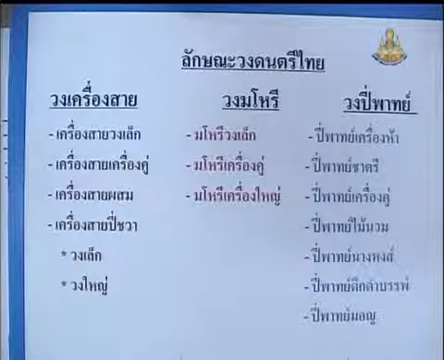 ลักษณะวงดนตรีไทย
วงเครื่องสาย
- เครื่องสายวงเล็ก
- เครื่องสายเครื่องคู่
- เครื่องสายผสม
- เครื่องสายปี่ชวา
* วงเล็ก
* วงใหญ่
วงมโหรี
- มโหรีวงเล็ก
- มโหรีเครื่องคู่
- มโหรีเครื่องใหญ่
วงปี่พาทย์
- ปี่พาทย์เครื่องห้า
- ปี่พาทย์ชาตรี
- ปี่พาทย์เครื่องคู่
- ปี่พาทย์ไม้นวม
- ปี่พาทย์นางหงส์
- ปี่พาทย์ดึกดำบรรพ์
- ปี่พาทย์มอญ